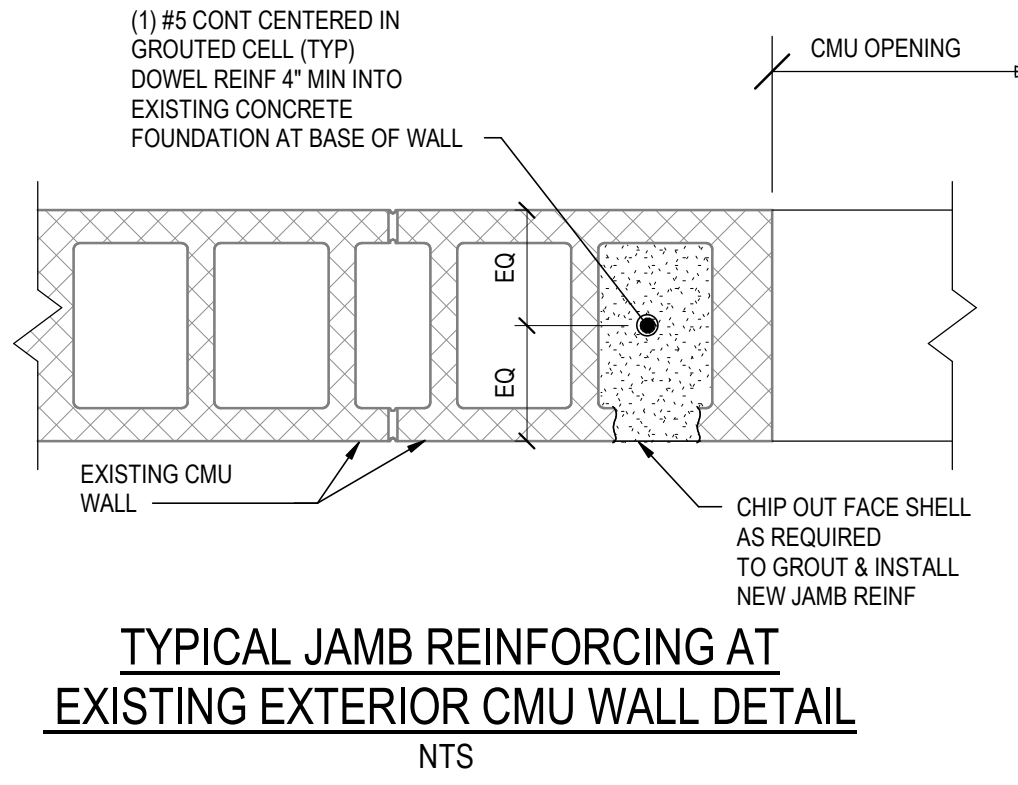 (1) #5 CONT CENTERED IN
GROUTED CELL (TYP)
DOWEL REINF 4" MIN INTO
EXISTING CONCRETE
FOUNDATION AT BASE OF WALL
CMU OPENING
EQ
EQ
EXISTING CMU
WALL
CHIP OUT FACE SHELL
AS REQUIRED
TO GROUT & INSTALL
NEW JAMB REINF
TYPICAL JAMB REINFORCING AT
EXISTING EXTERIOR CMU WALL DETAIL
NTS